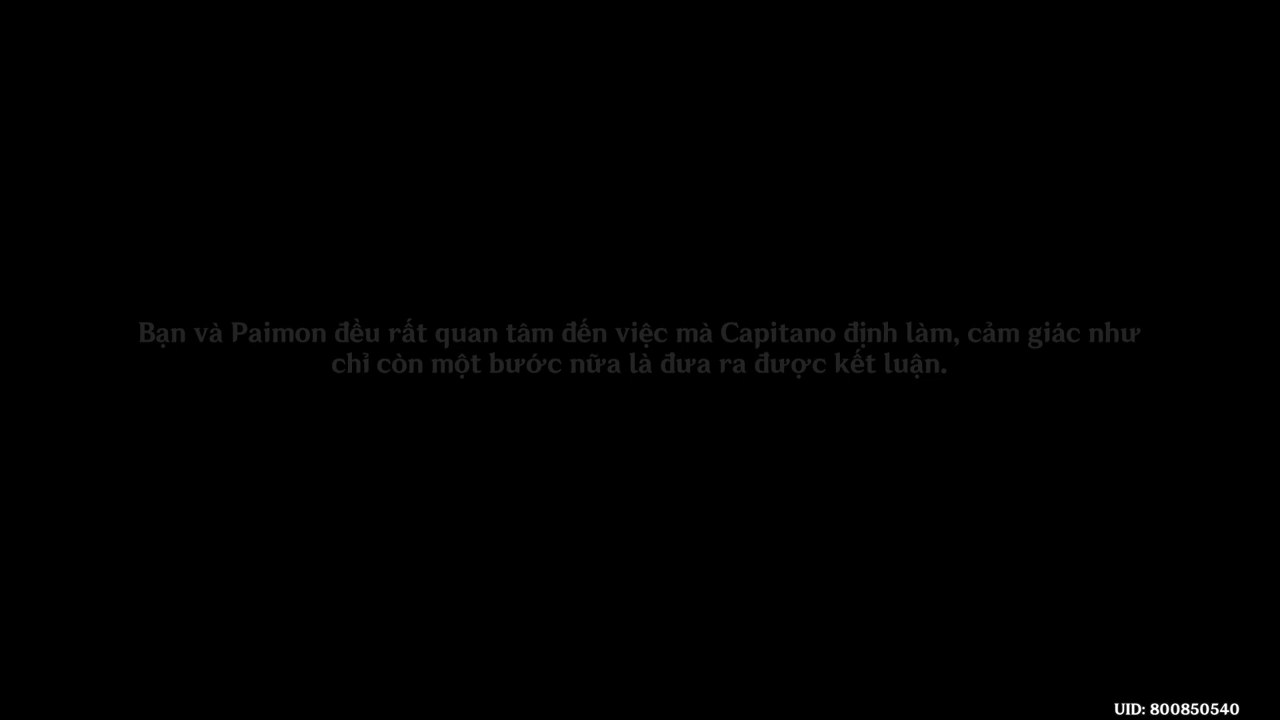 Bạn và Paimon đều rất quan tâm đến việc mà Capitano định làm, cảm giác như
chỉ còn một bước nữa là đưa ra được kết luận.
UID: 800850540